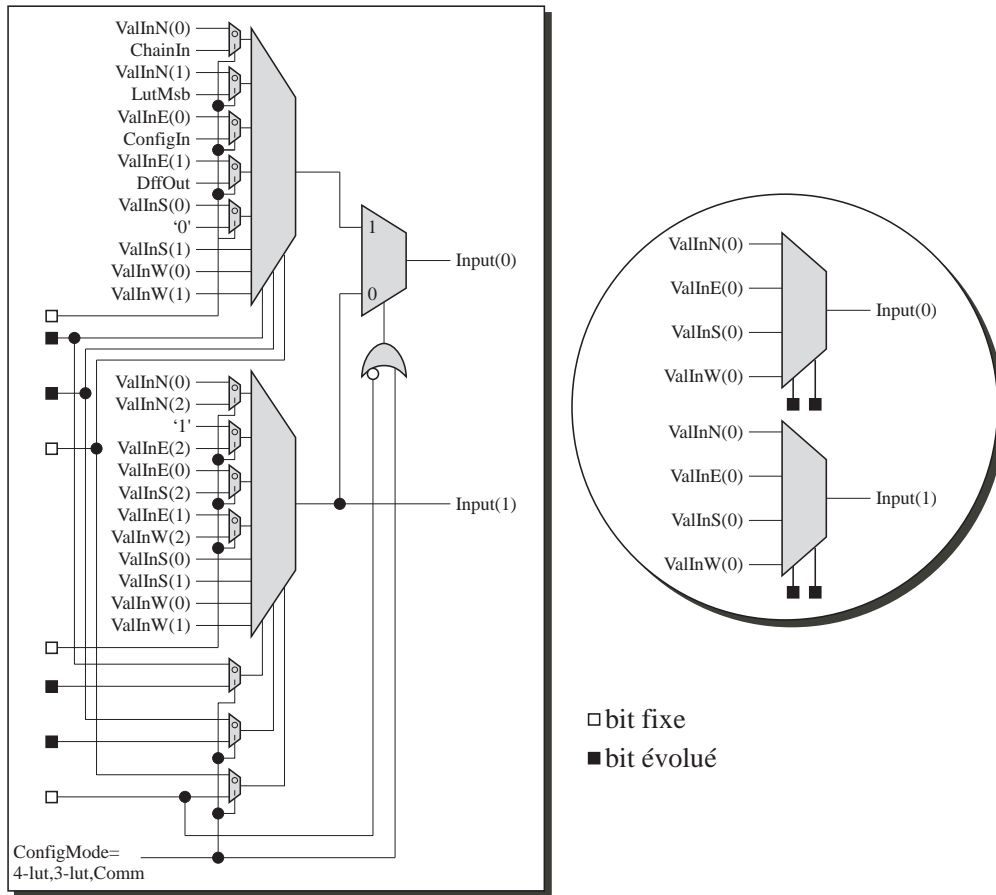 ValInN(0)
ChainIn
ValInN(1)
LutMsb
ValInE(0)
ConfigIn
ValInE(1)
DffOut
ValInS(0)
‘0'
ValInS(1)
ValInW(0)
ValInW(1)
1
0
Input(0)
ValInN(0)
ValInN(2)
‘1'
ValInE(2)
ValInE(0)
ValInS(2)
ValInE(1)
ValInW(2)
ValInS(0)
ValInS(1)
ValInW(0)
ValInW(1)
Input(1)
ConfigMode=
4-lut,3-lut,Comm
ValInN(0)
ValInE(0)
ValInS(0)
ValInW(0)
Input(0)
ValInN(0)
ValInE(0)
ValInS(0)
ValInW(0)
Input(1)
bit fixe
bit évolué